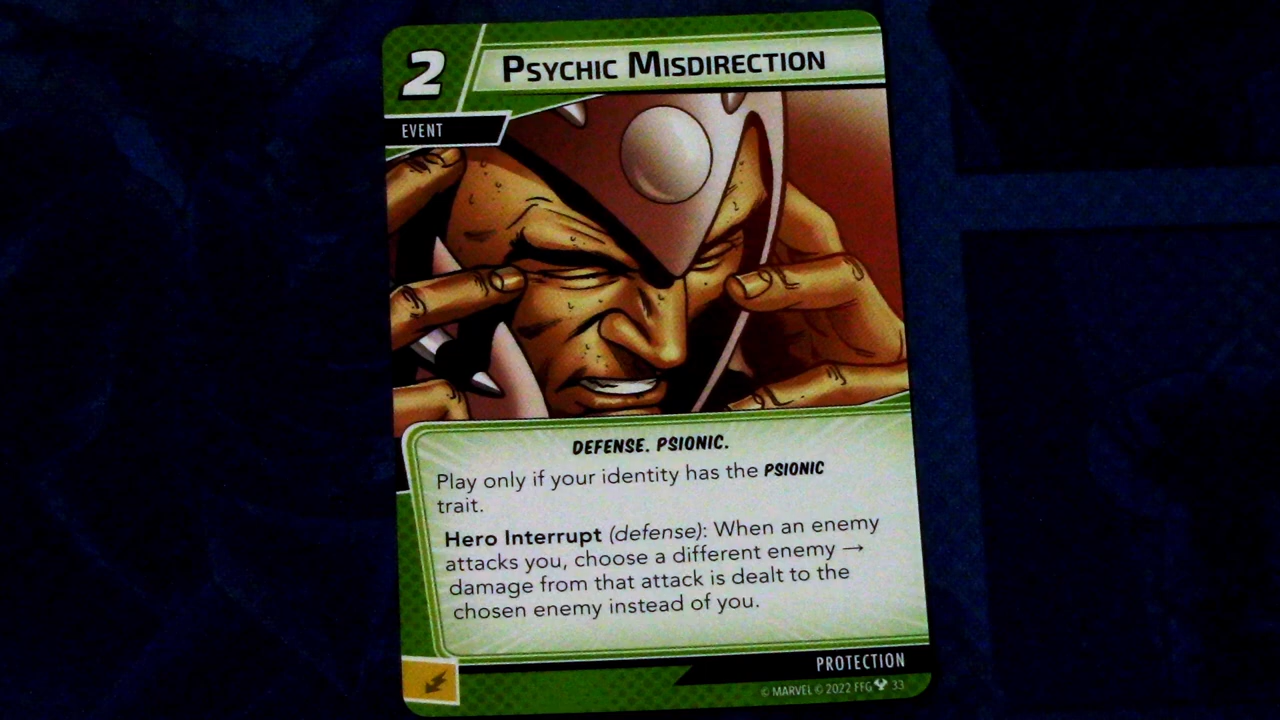 2
PSYCHIC MISDIRECTION
EVENT
DEFENSE. PSIONIC.
Play only if your identity has the PSIONIC
trait.
Hero Interrupt (defense): When an enemy
attacks you, choose a different enemy →
damage from that attack is dealt to the
chosen enemy instead of you.
PROTECTION
© MARVEL © 2022 FFG 33